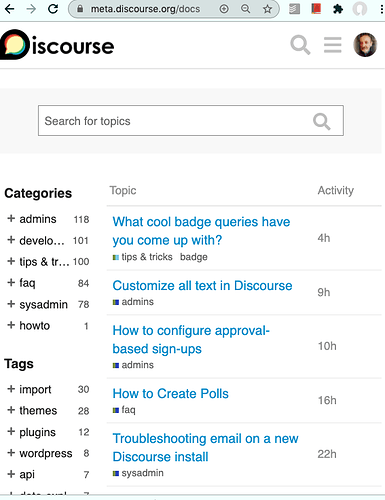 meta.discourse.org/docs
Discourse
Search for topics
Categories
+ admins 118
+ develo... 101
+ tips & tr... 100
+ faq 84
+ sysadmin 78
+ howto 1
Tags
+ import 30
+ themes 28
+ plugins 12
+ wordpress 8
+ api 7
Topic Activity
What cool badge queries have
you come up with? 4h
tips & tricks badge
Customize all text in Discourse 9h
admins
How to configure approval-
based sign-ups 10h
admins
How to Create Polls 16h
faq
Troubleshooting email on a new
Discourse install 22h
sysadmin